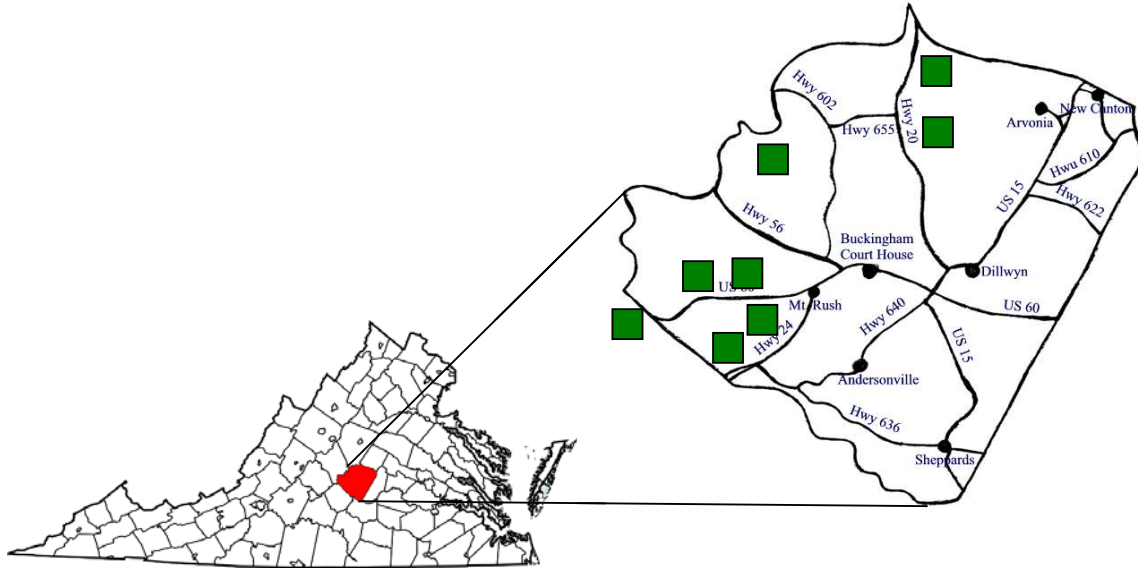 Hwy 602
New Canton
Arvonia
Hwy 655
Hwy 20
Hwu 610
US 15
Hwy 622
Hwy 56
Buckingham
Court House
Dillwyn
US 60
Mt. Rush
Hwy 640
US 60
Hwy 24
US 15
Andersonville
Hwy 636
Sheppards